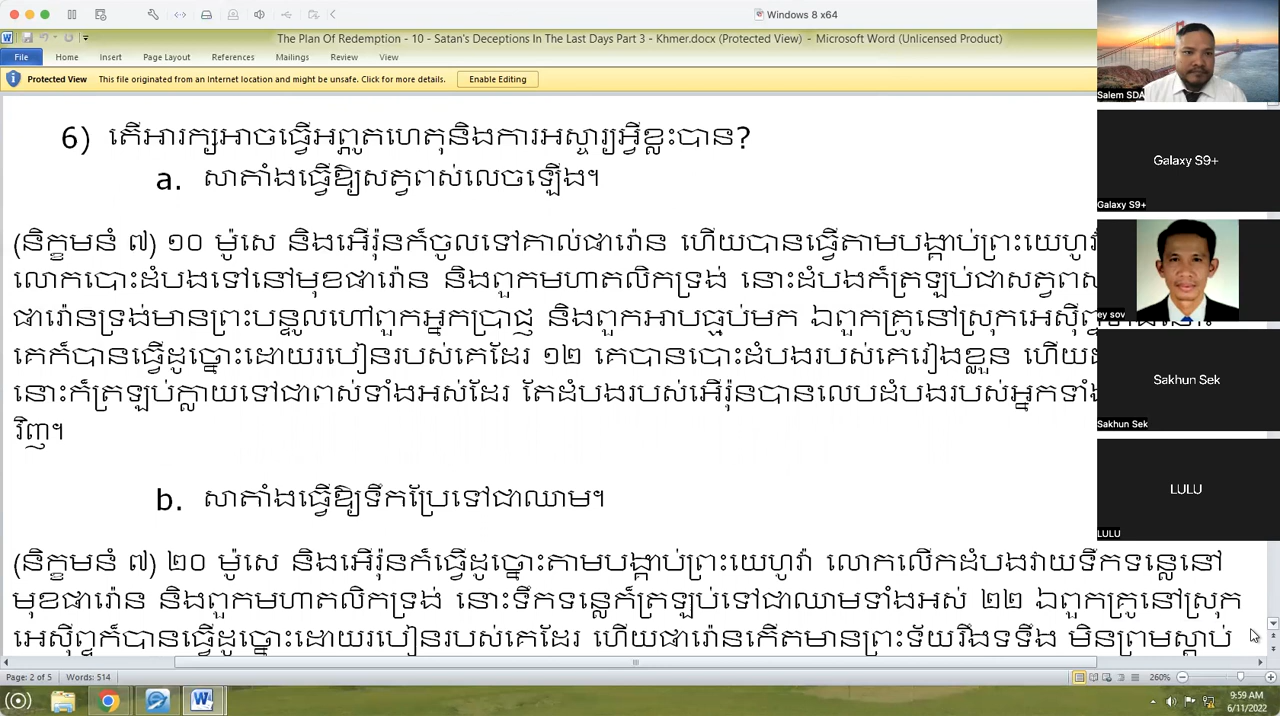 Windows 8 x64
The Plan Of Redemption - 10 - Satan's Deceptions In The Last Days Part 3 - Khmer.docx (Protected View) - Microsoft Word (Unlicensed Product)
File Home Insert Page Layout References Mailings Review View
Protected View This file originated from an Internet location and might be unsafe. Click for more details. Enable Editing
6) តើអារក្សអាចធ្វើអព្ភូតហេតុនិងការអស្ចារ្យអ្វីខ្លះបាន?
a. សាតាំងធ្វើឱ្យសត្វពស់លេចឡើង។
(និក្ខមនំ ៧) ១០ ម៉ូសេ និងអើរ៉ុនក៏ចូលទៅគាល់ផារ៉ោន ហើយបានធ្វើតាមបង្គាប់ព្រះយេហូវ៉
លោកបោះដំបងទៅនៅមុខផារ៉ោន និងពួកមហាតលិកទ្រង់ នោះដំបងក៏ត្រឡប់ជាសត្វពស
ផារ៉ោនទ្រង់មានព្រះបន្ទូលហៅពួកអ្នកប្រាជ្ញ និងពួកអាបធ្មប់មក ឯពួកគ្រូនៅស្រុកអេស៊ីព្ទ
គេក៏បានធ្វើដូច្នោះដោយរបៀនរបស់គេដែរ ១២ គេបានបោះដំបងរបស់គេរៀងខ្លួន ហើយ
នោះក៏ត្រឡប់ក្លាយទៅជាពស់ទាំងអស់ដែរ តែដំបងរបស់អើរ៉ុនបានលេបដំបងរបស់អ្នកទាំ
វិញ។
b. សាតាំងធ្វើឱ្យទឹកប្រែទៅជាឈាម។
(និក្ខមនំ ៧) ២០ ម៉ូសេ និងអើរ៉ុនក៏ធ្វើដូច្នោះតាមបង្គាប់ព្រះយេហូវ៉ា លោកលើកដំបងវាយទឹកទន្លេនៅ
មុខផារ៉ោន និងពួកមហាតលិកទ្រង់ នោះទឹកទន្លេក៏ត្រឡប់ទៅជាឈាមទាំងអស់ ២២ ឯពួកគ្រូនៅស្រុក
អេស៊ីព្ទក៏បានធ្វើដូច្នោះដោយរបៀនរបស់គេដែរ ហើយផារ៉ោនកើតមានព្រះទ័យរឹងទទឹង មិនព្រមស្តាប់
Salem SDA
Galaxy S9+
Galaxy S9+
ey sov
Sakhun Sek
Sakhun Sek
LULU
LULU
Page: 2 of 5 Words: 514 260%
9:59 AM
6/11/2022